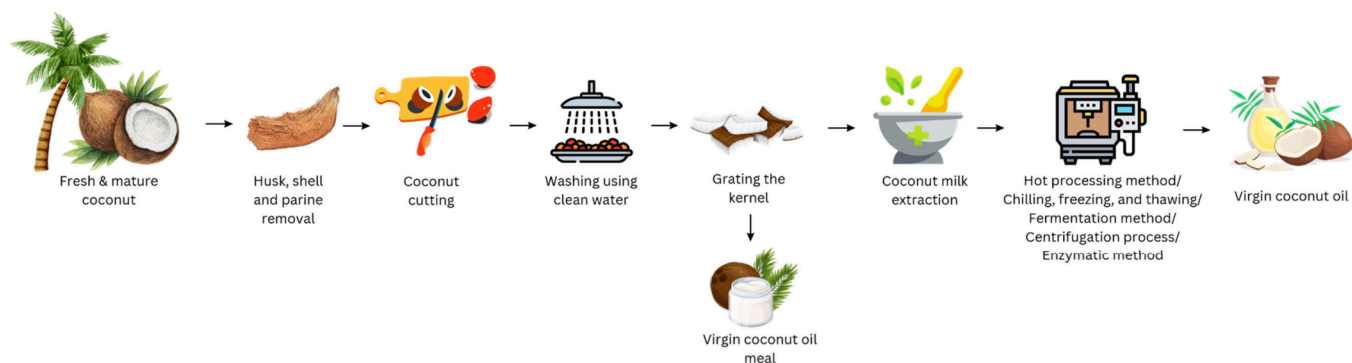 Fresh & mature
coconut
Husk, shell
and parine
removal
Coconut
cutting
Washing using
clean water
Grating the
kernel
Coconut milk
extraction
Hot processing method/
Chilling, freezing, and thawing/
Fermentation method/
Centrifugation process/
Enzymatic method
Virgin coconut oil
Virgin coconut oil
meal